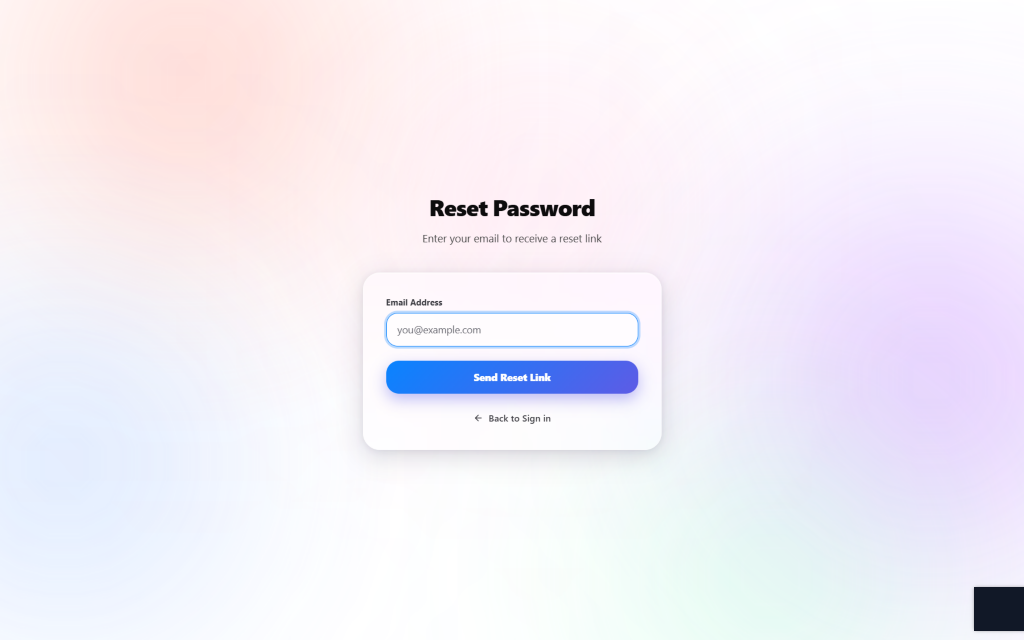 Reset Password
Enter your email to receive a reset link
Email Address
you@example.com
Send Reset Link
← Back to Sign in